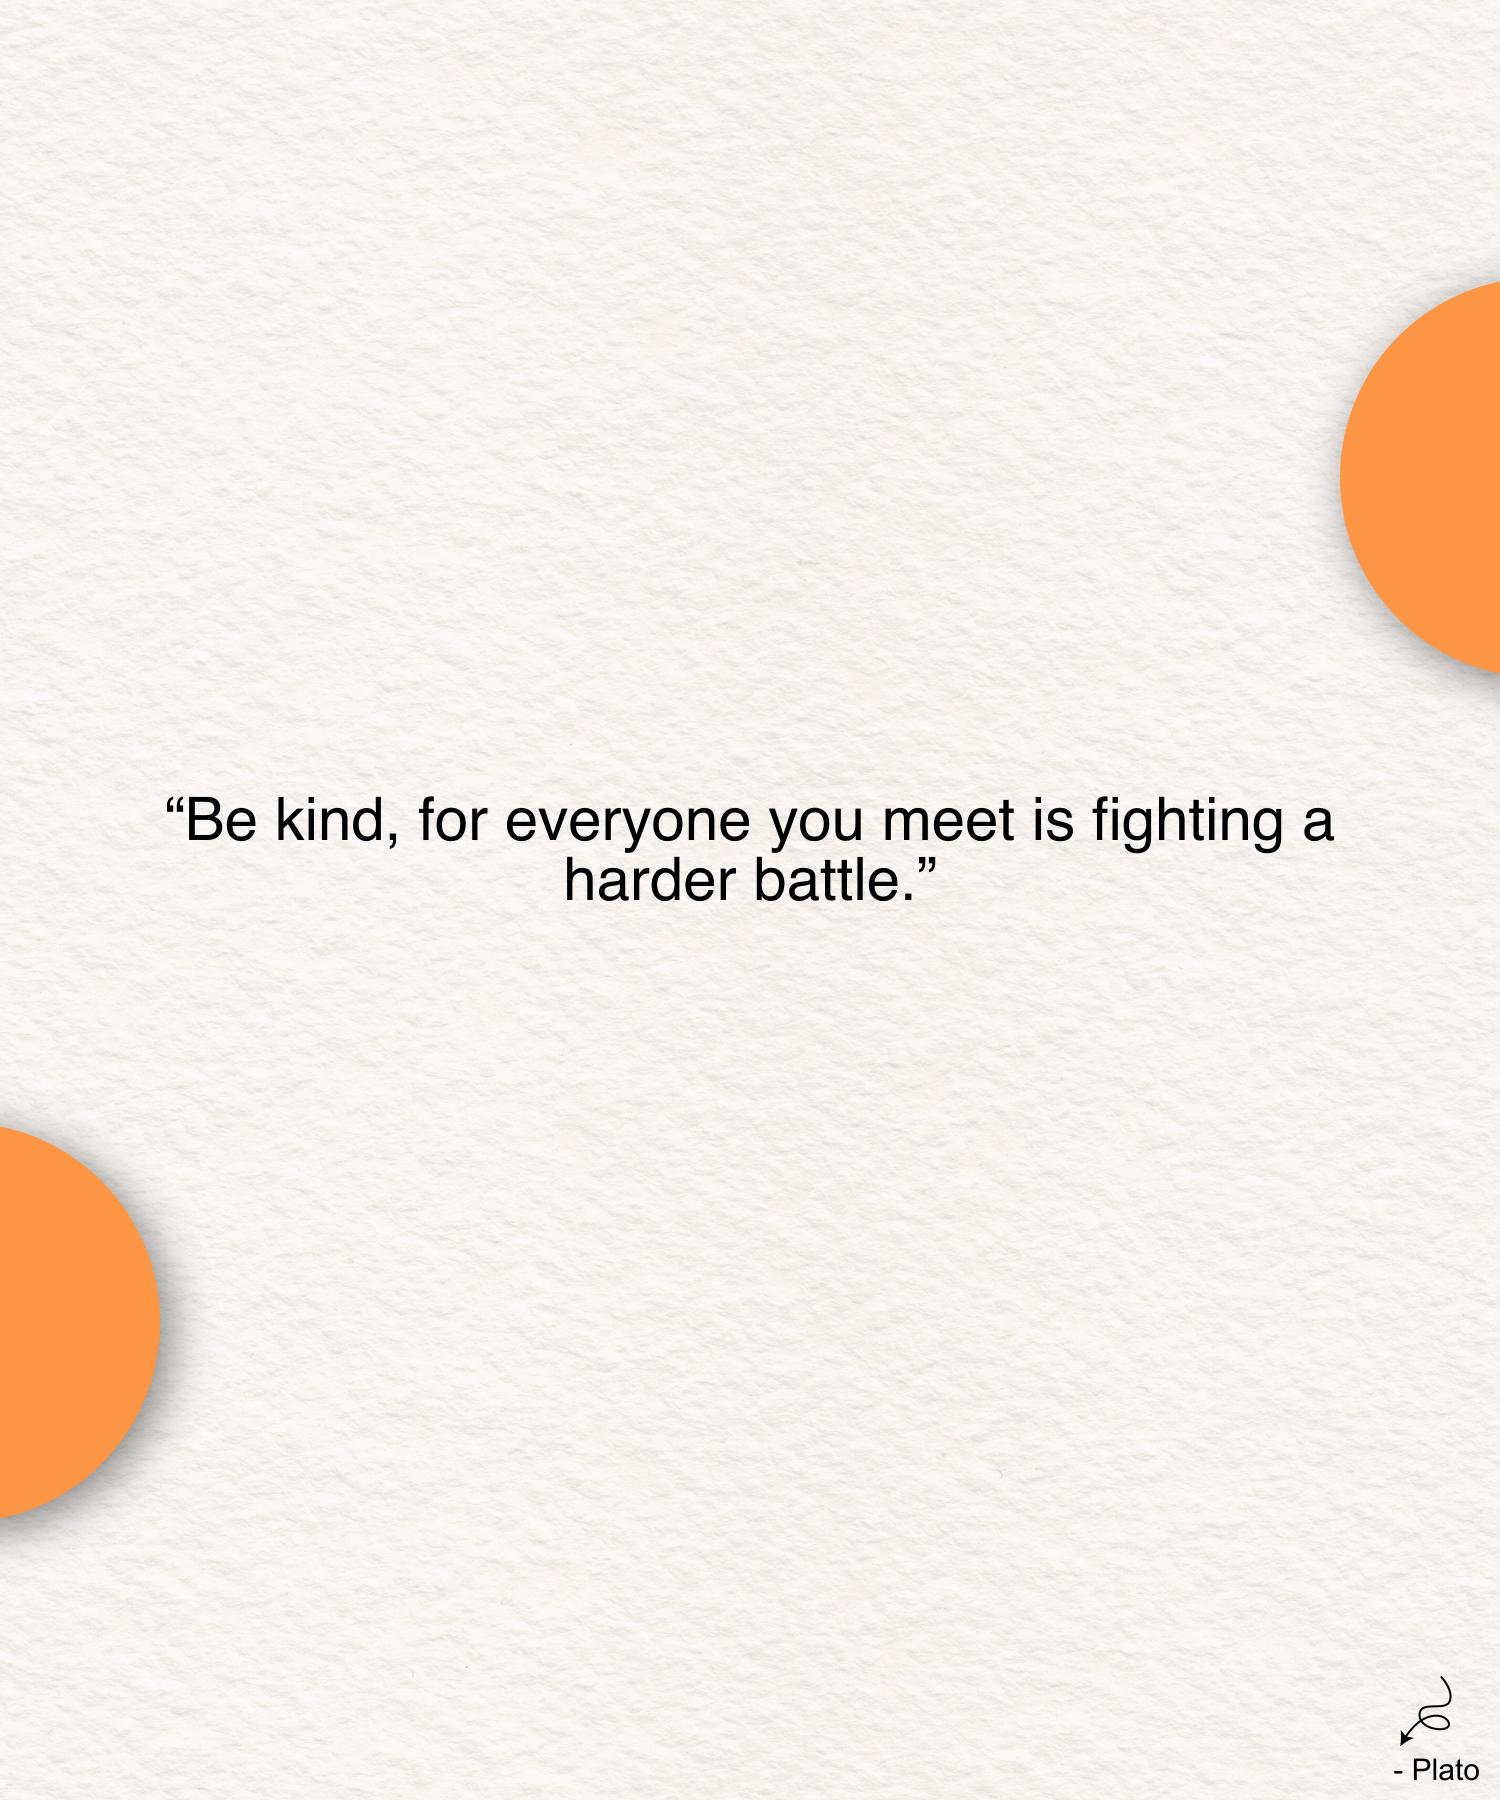 “Be kind, for everyone you meet is fighting a
harder battle.”
- Plato